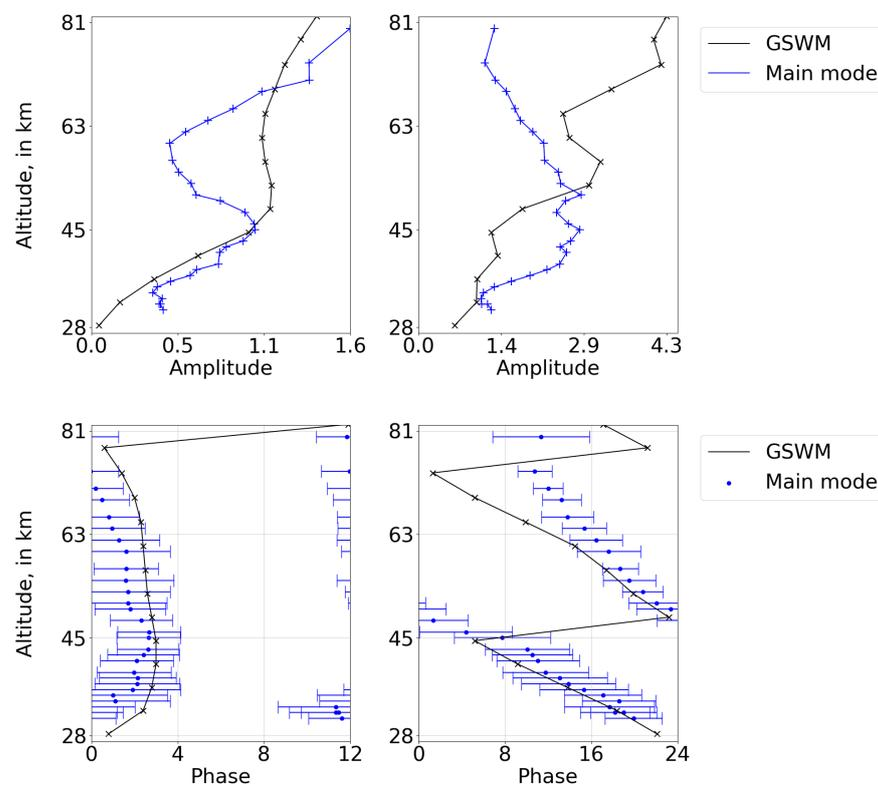 81
63
45
28
Altitude, in km
0.0 0.5 1.1 1.6
Amplitude
0.0 1.4 2.9 4.3
Amplitude
81
63
45
28
GSWM
Main mode
81
63
45
28
Altitude, in km
0 4 8 12
Phase
81
63
45
28
0 8 16 24
Phase
GSWM
Main mode